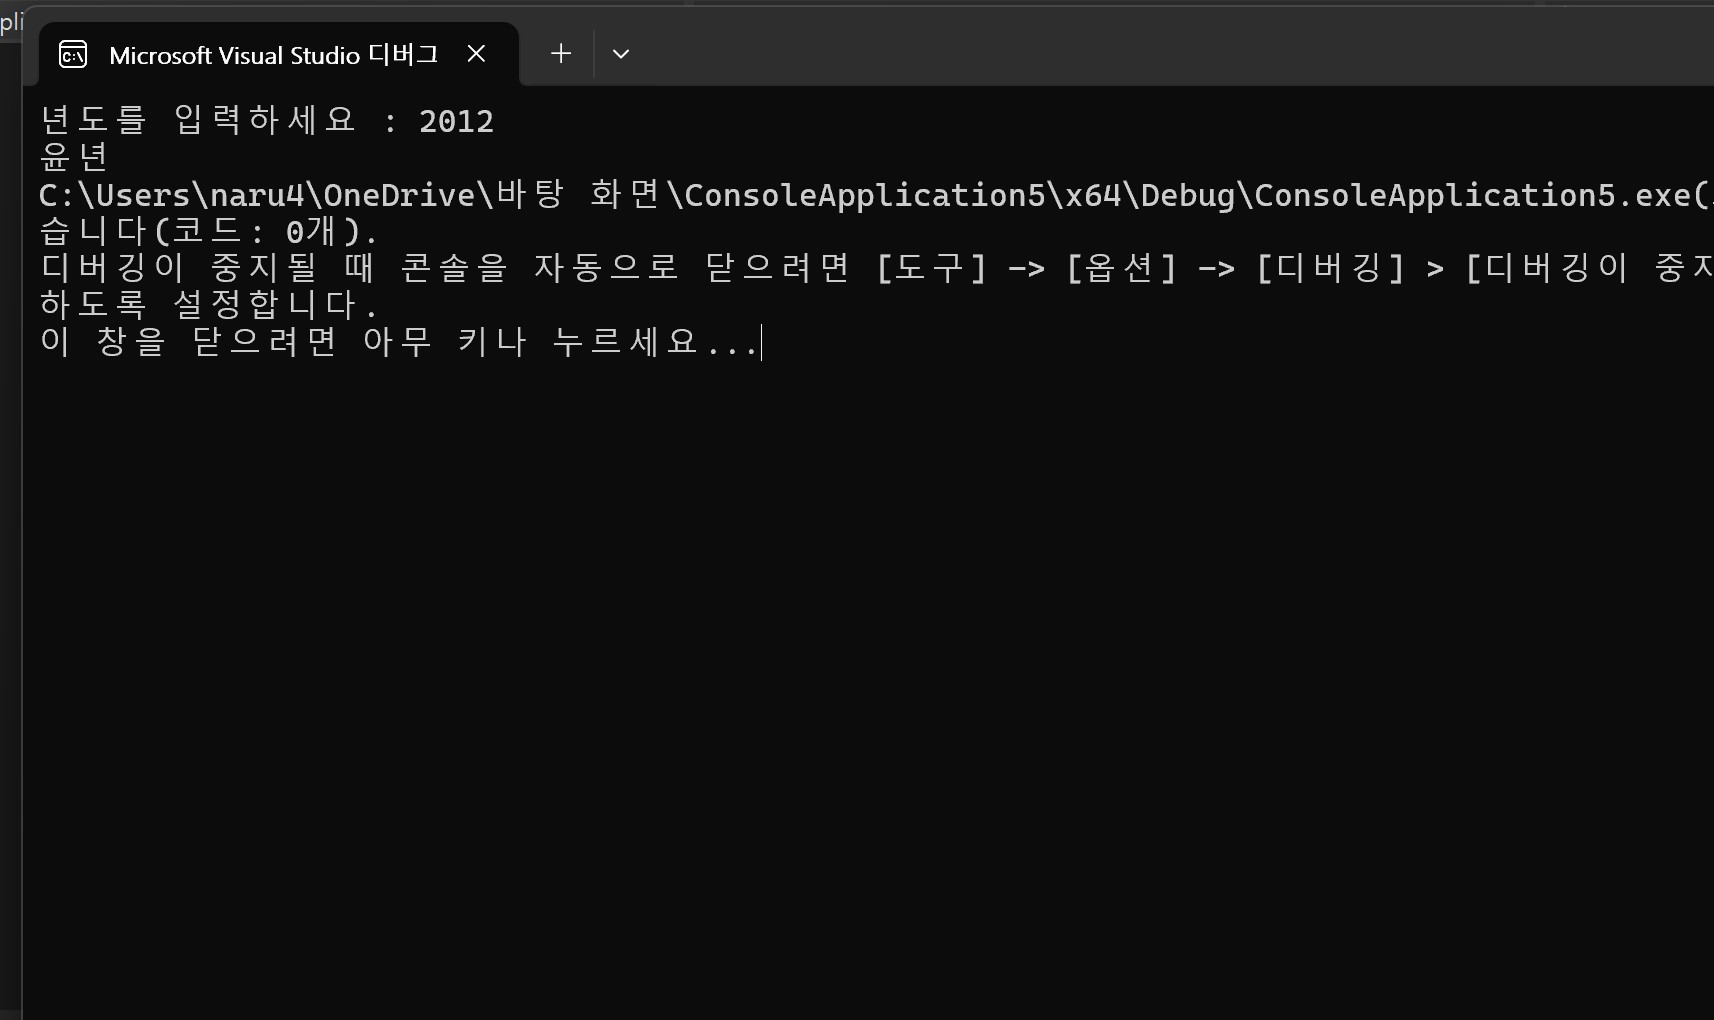 pli
Microsoft Visual Studio 디버그
년도를 입력하세요 : 2012
윤년
C:\Users\naru4\OneDrive\바탕 화면\ConsoleApplication5\x64\Debug\ConsoleApplication5.exe(
습니다(코드: 0개).
디버깅이 중지될 때 콘솔을 자동으로 닫으려면 [도구] -> [옵션] -> [디버깅] > [디버깅이 중지
하도록 설정합니다.
이 창을 닫으려면 아무 키나 누르세요...